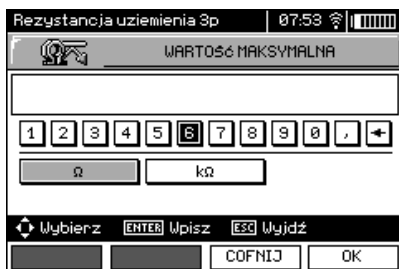 Rezystancja uziemienia 3p 07:53
WARTOŚĆ MAKSYMALNA
1 2 3 4 5 6 7 8 9 0 , ←
Ω kΩ
Wybierz ENTER Wpisz ESC Wyjdź
COFNIJ OK